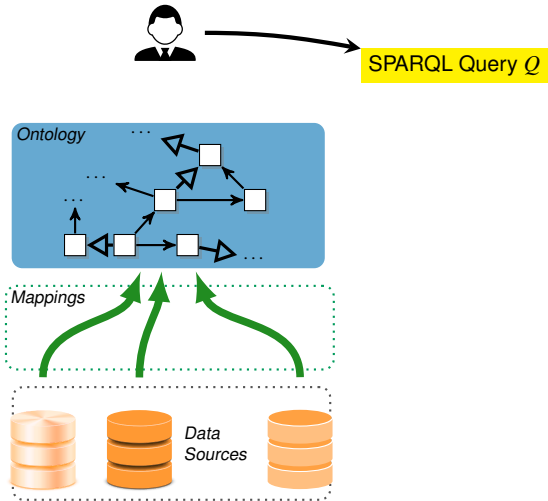 SPARQL Query Q
Ontology
...
...
...
...
Mappings
Data
Sources